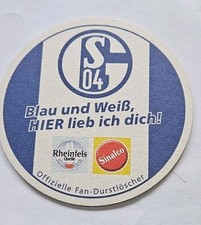 S
04
Blau und Weiß,
HIER lieb ich dich!
Rheinfels
Quelle
Sinalco
Offizielle Fan-Durstlöscher